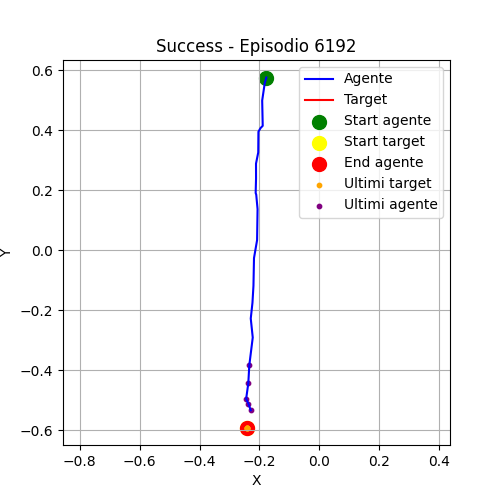 Success - Episodio 6192
Agente
Target
Start agente
Start target
End agente
Ultimi target
Ultimi agente
Y
0.6
0.4
0.2
0.0
−0.2
−0.4
−0.6
−0.8 −0.6 −0.4 −0.2 0.0 0.2 0.4
X